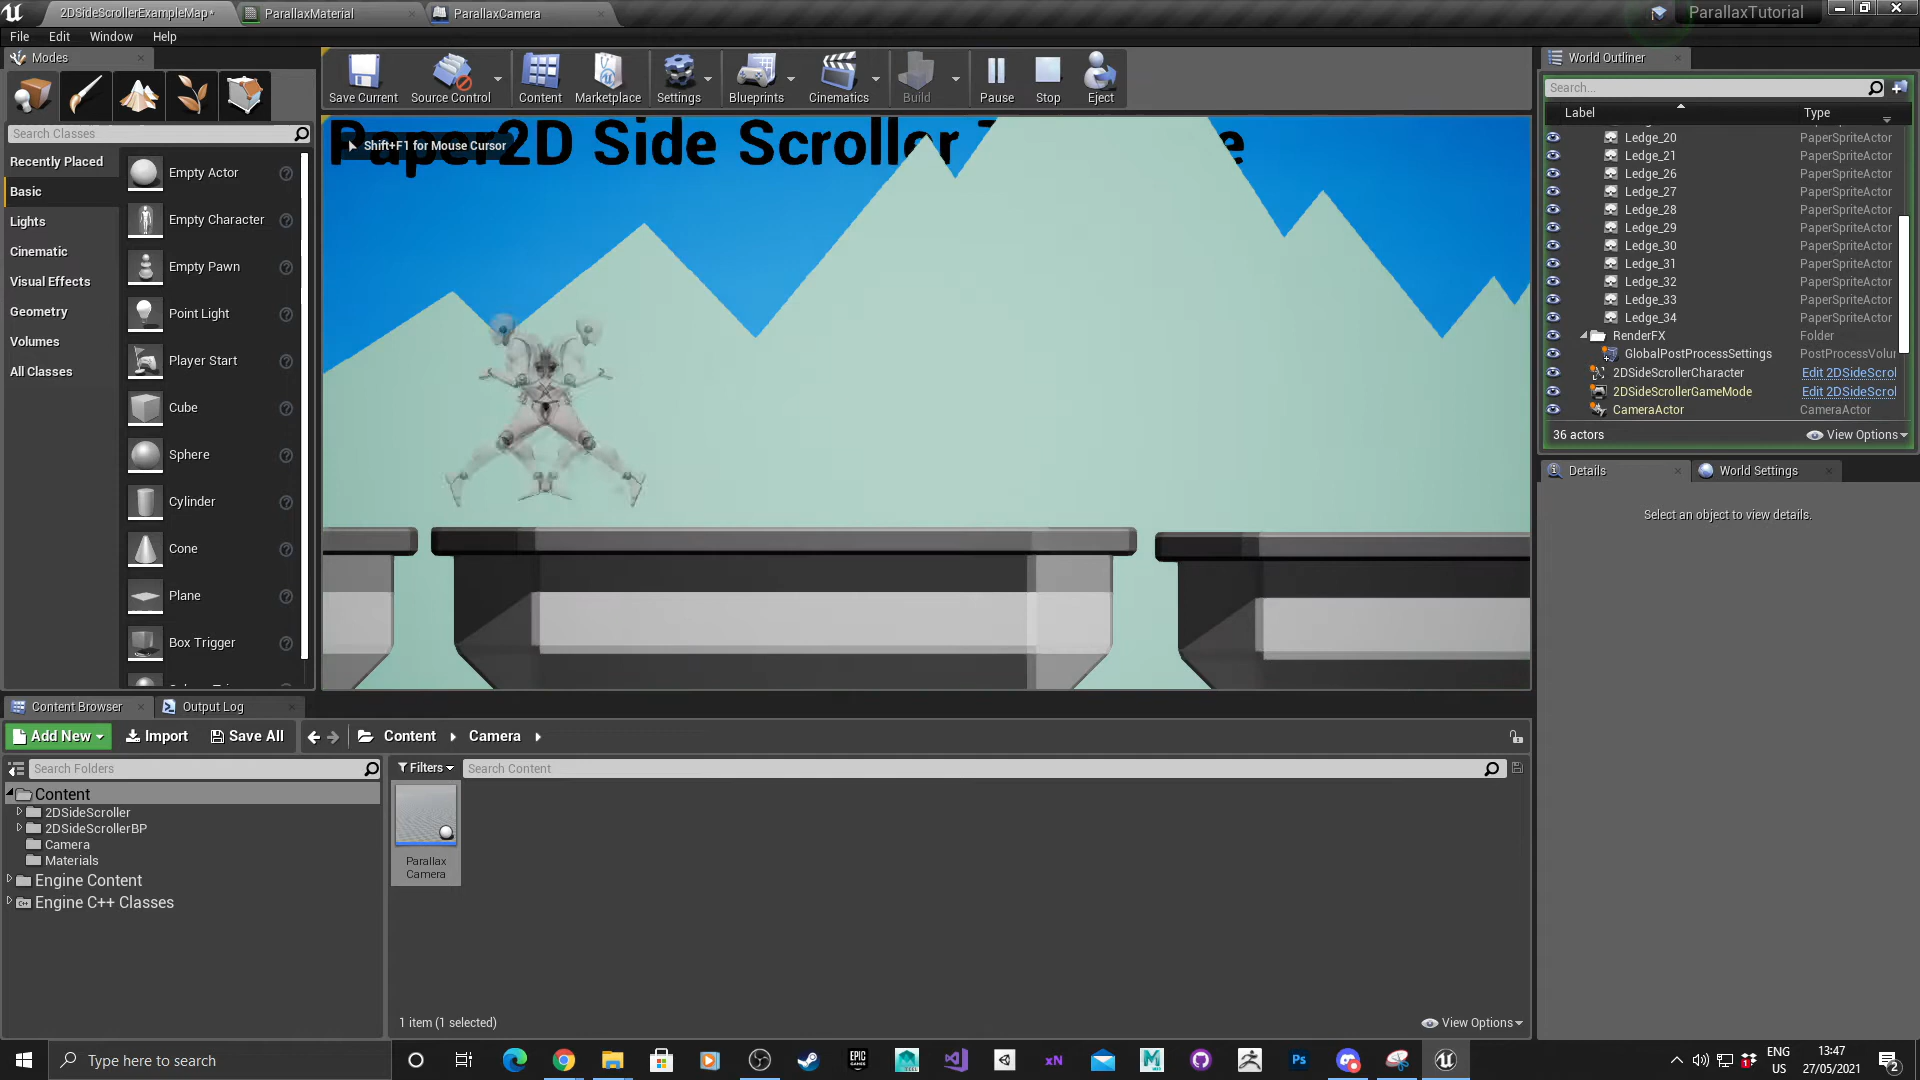 2DSideScrollerExampleMap*
ParallaxMaterial
ParallaxCamera
ParallaxTutorial
File
Edit
Window
Help
Modes
Save Current
Source Control
Content
Marketplace
Settings
Blueprints
Cinematics
Build
Pause
Stop
Eject
Search Classes
Recently Placed
Basic
Lights
Cinematic
Visual Effects
Geometry
Volumes
All Classes
Empty Actor
Empty Character
Empty Pawn
Point Light
Player Start
Cube
Sphere
Cylinder
Cone
Plane
Box Trigger
Paper2D Side Scroller
Shift+F1 for Mouse Cursor
World Outliner
Search...
Label
Type
Ledge_20
PaperSpriteActor
Ledge_21
PaperSpriteActor
Ledge_26
PaperSpriteActor
Ledge_27
PaperSpriteActor
Ledge_28
PaperSpriteActor
Ledge_29
PaperSpriteActor
Ledge_30
PaperSpriteActor
Ledge_31
PaperSpriteActor
Ledge_32
PaperSpriteActor
Ledge_33
PaperSpriteActor
Ledge_34
PaperSpriteActor
RenderFX
Folder
GlobalPostProcessSettings
PostProcessVolu
2DSideScrollerCharacter
Edit 2DSideScrol
2DSideScrollerGameMode
Edit 2DSideScrol
CameraActor
CameraActor
36 actors
View Options
Details
World Settings
Select an object to view details.
Content Browser
Output Log
Add New
Import
Save All
Content
Camera
Search Folders
Filters
Search Content
Content
2DSideScroller
2DSideScrollerBP
Camera
Materials
Engine Content
Engine C++ Classes
Parallax
Camera
1 item (1 selected)
View Options
Type here to search
EPIC
GAMES
xN
M
Ps
ENG
US
13:47
27/05/2021
2